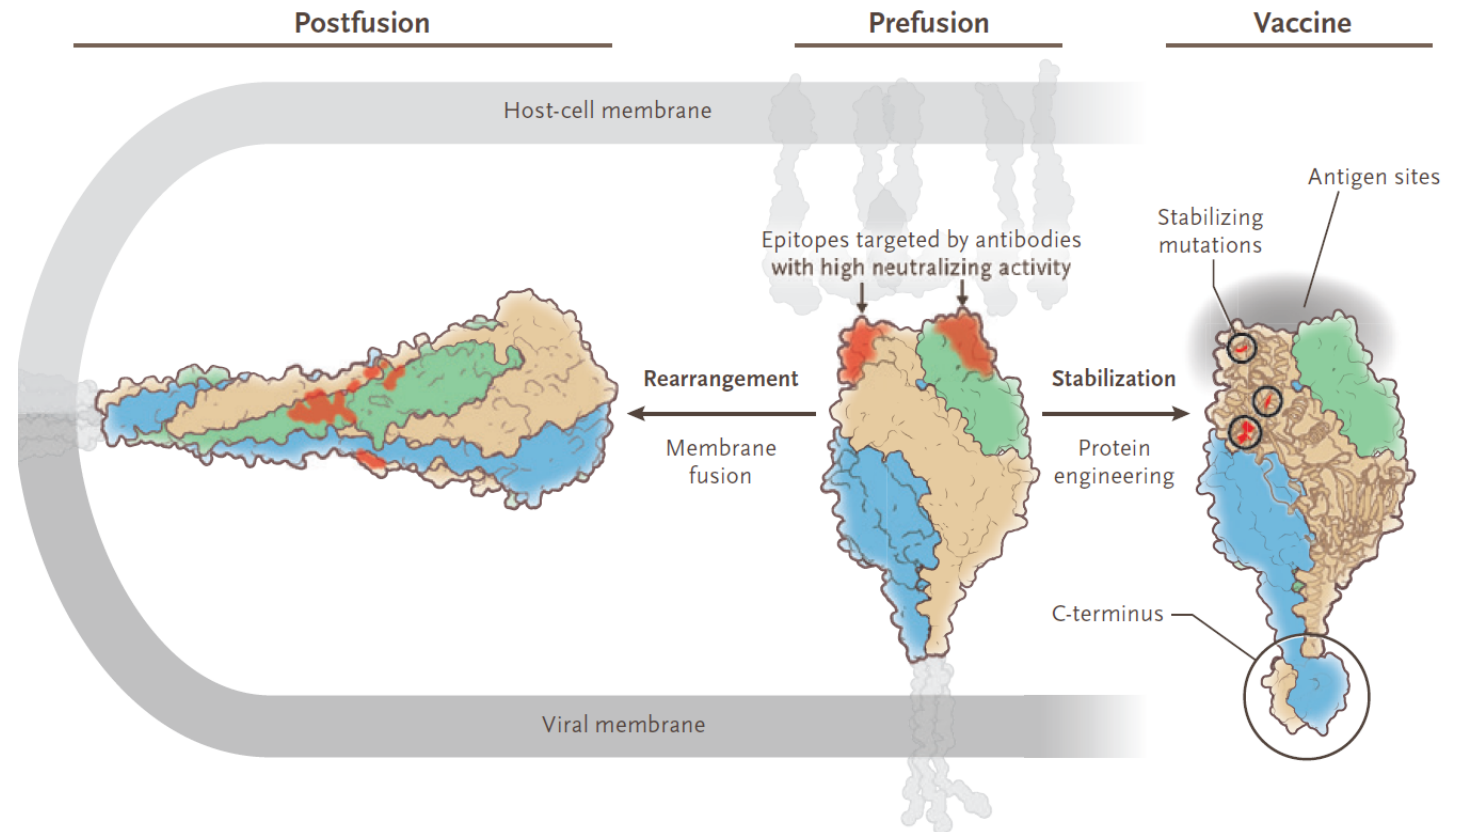 Postfusion
Prefusion
Vaccine
Host-cell membrane
Antigen sites
Stabilizing
mutations
Epitopes targeted by antibodies
with high neutralizing activity
Rearrangement
Membrane
fusion
Stabilization
Protein
engineering
C-terminus
Viral membrane